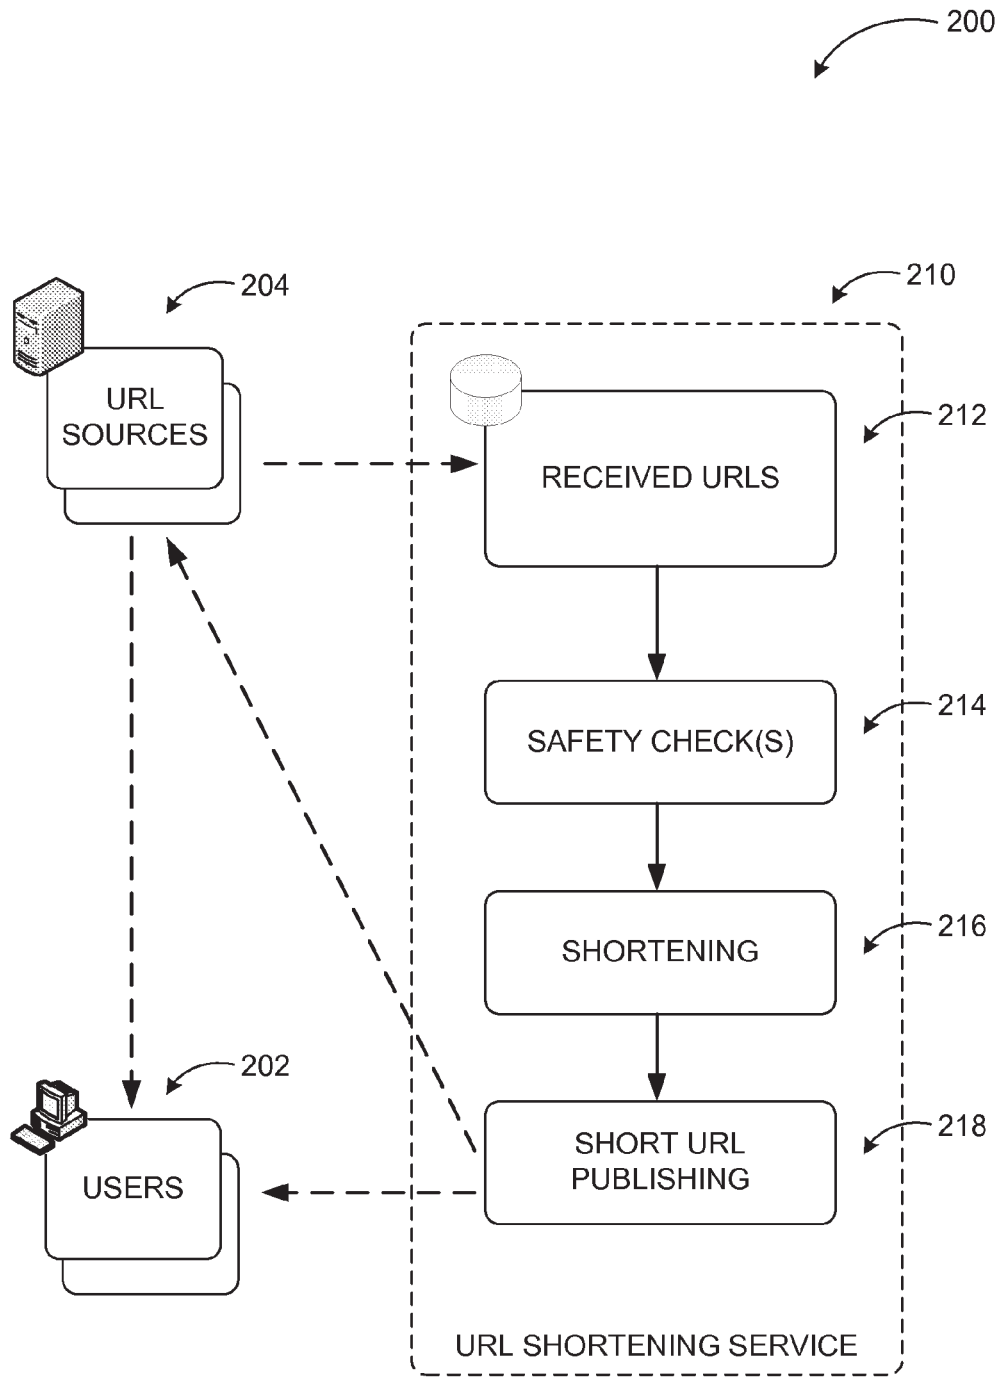 200
204
210
URL
SOURCES
212
RECEIVED URLS
214
SAFETY CHECK(S)
216
SHORTENING
202
218
SHORT URL
PUBLISHING
USERS
URL SHORTENING SERVICE